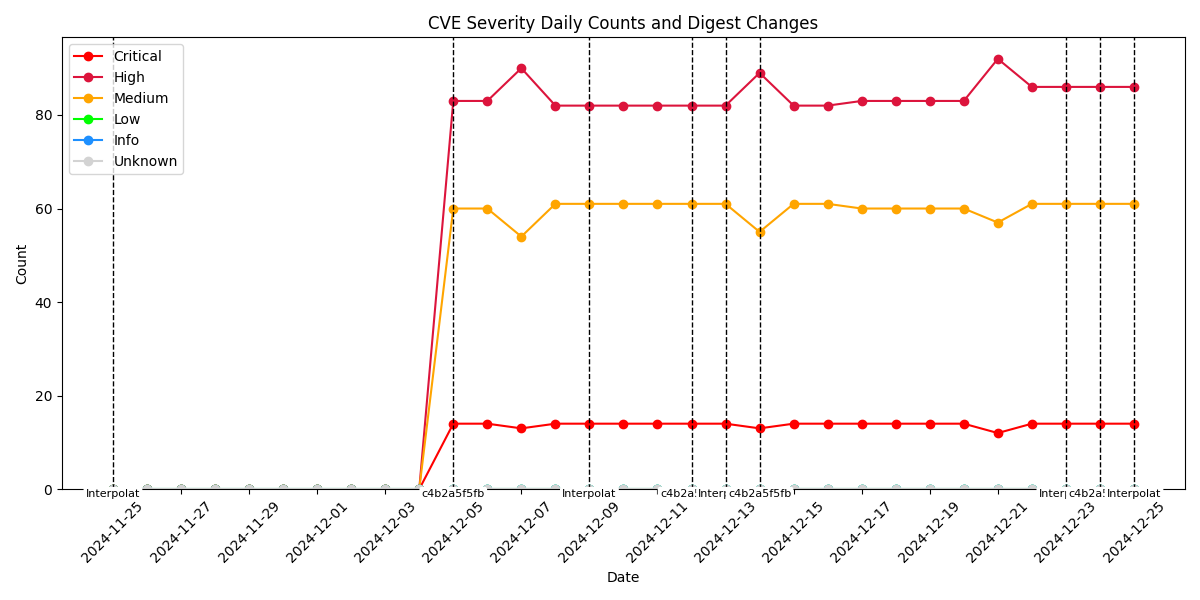 CVE Severity Daily Counts and Digest Changes
Critical
High
Medium
Low
Info
Unknown
Count
80
60
40
20
0
Interpolat
c4b2a5f5fb
Interpolat
c4b2a
Inter
c4b2a5f5fb
Inter
c4b2a
Interpolat
2024-11-25
2024-11-27
2024-11-29
2024-12-01
2024-12-03
2024-12-05
2024-12-07
2024-12-09
2024-12-11
2024-12-13
2024-12-15
2024-12-17
2024-12-19
2024-12-21
2024-12-23
2024-12-25
Date